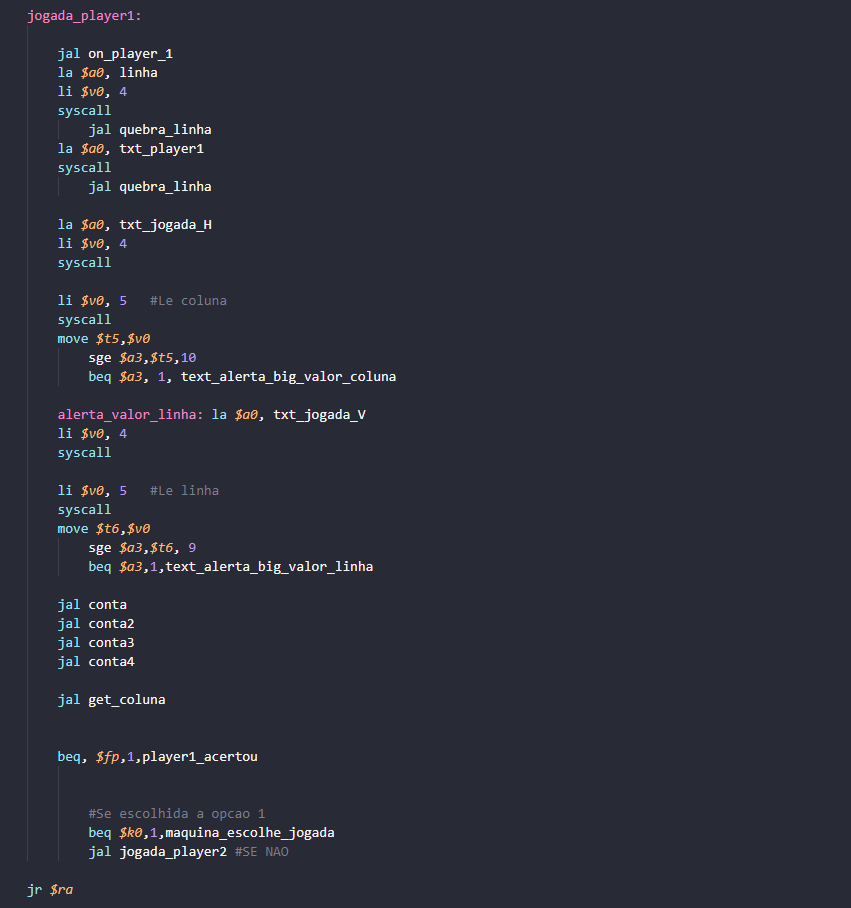 jogada_player1:
jal on_player_1
la $a0, linha
li $v0, 4
syscall
jal quebra_linha
la $a0, txt_player1
syscall
jal quebra_linha
la $a0, txt_jogada_H
li $v0, 4
syscall
li $v0, 5 #Le coluna
syscall
move $t5,$v0
sge $a3,$t5,10
beq $a3, 1, text_alerta_big_valor_coluna
alerta_valor_linha: la $a0, txt_jogada_V
li $v0, 4
syscall
li $v0, 5 #Le linha
syscall
move $t6,$v0
sge $a3,$t6, 9
beq $a3,1,text_alerta_big_valor_linha
jal conta
jal conta2
jal conta3
jal conta4
jal get_coluna
beq, $fp,1,player1_acertou
#Se escolhida a opcao 1
beq $k0,1,maquina_escolhe_jogada
jal jogada_player2 #SE NAO
jr $ra